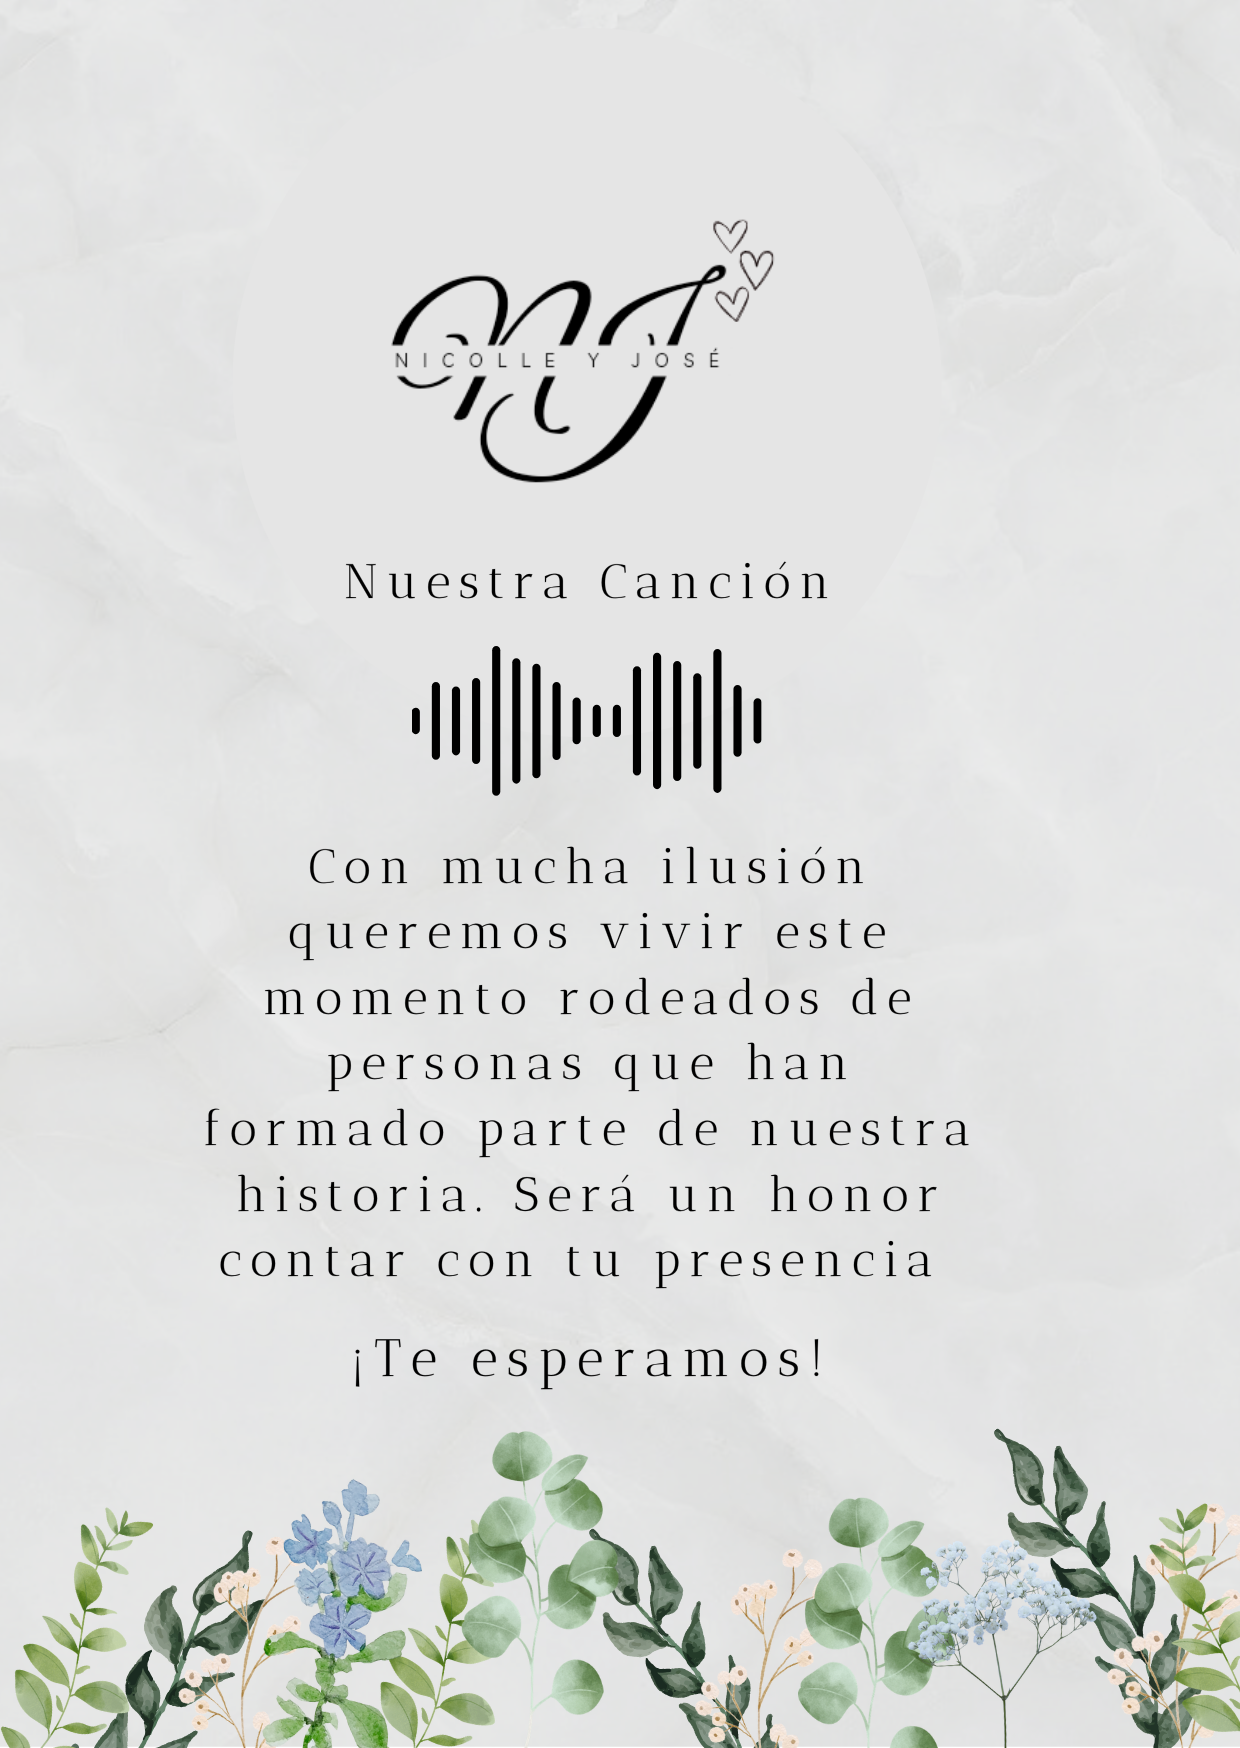 NJ
NICOLLE Y JOSÉ
Nuestra Canción
Con mucha ilusión
queremos vivir este
momento rodeados de
personas que han
formado parte de nuestra
historia. Será un honor
contar con tu presencia
¡Te esperamos!